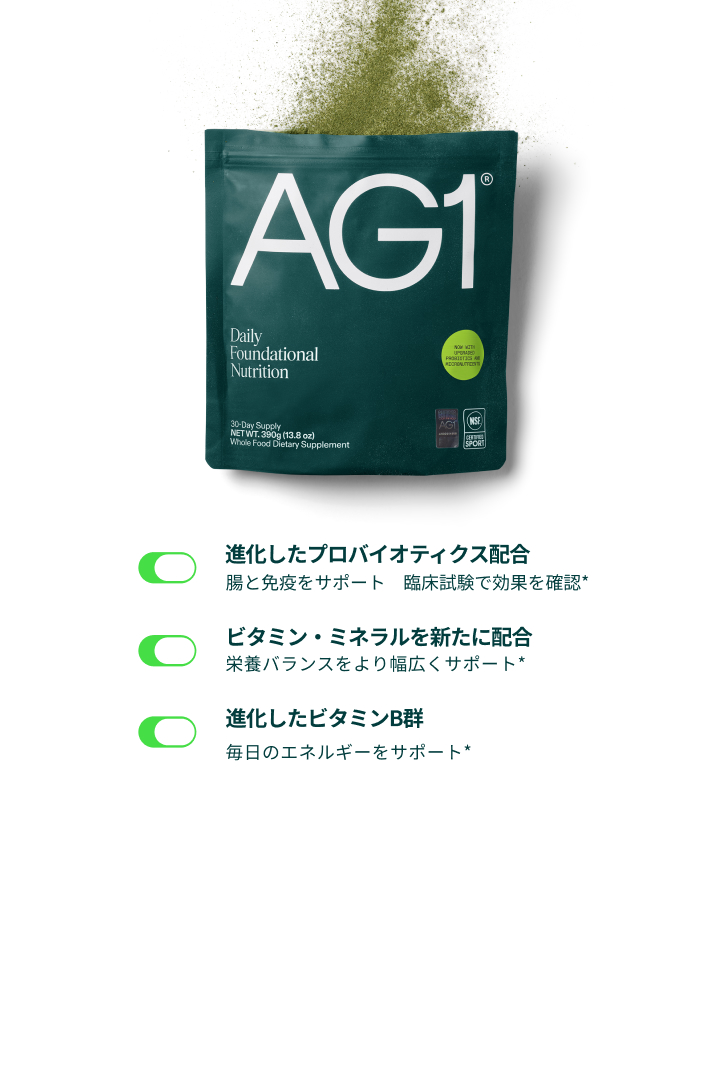 AG1®
Daily
Foundational
Nutrition
NOW WITH
UPGRADED
PROBIOTICS AND
MICRONUTRIENTS
30-Day Supply
NET WT. 390g (13.8 oz)
Whole Food Dietary Supplement
AG1
NSF
CERTIFIED
SPORT
進化したプロバイオティクス配合
腸と免疫をサポート 臨床試験で効果を確認*
ビタミン・ミネラルを新たに配合
栄養バランスをより幅広くサポート*
進化したビタミンB群
毎日のエネルギーをサポート*